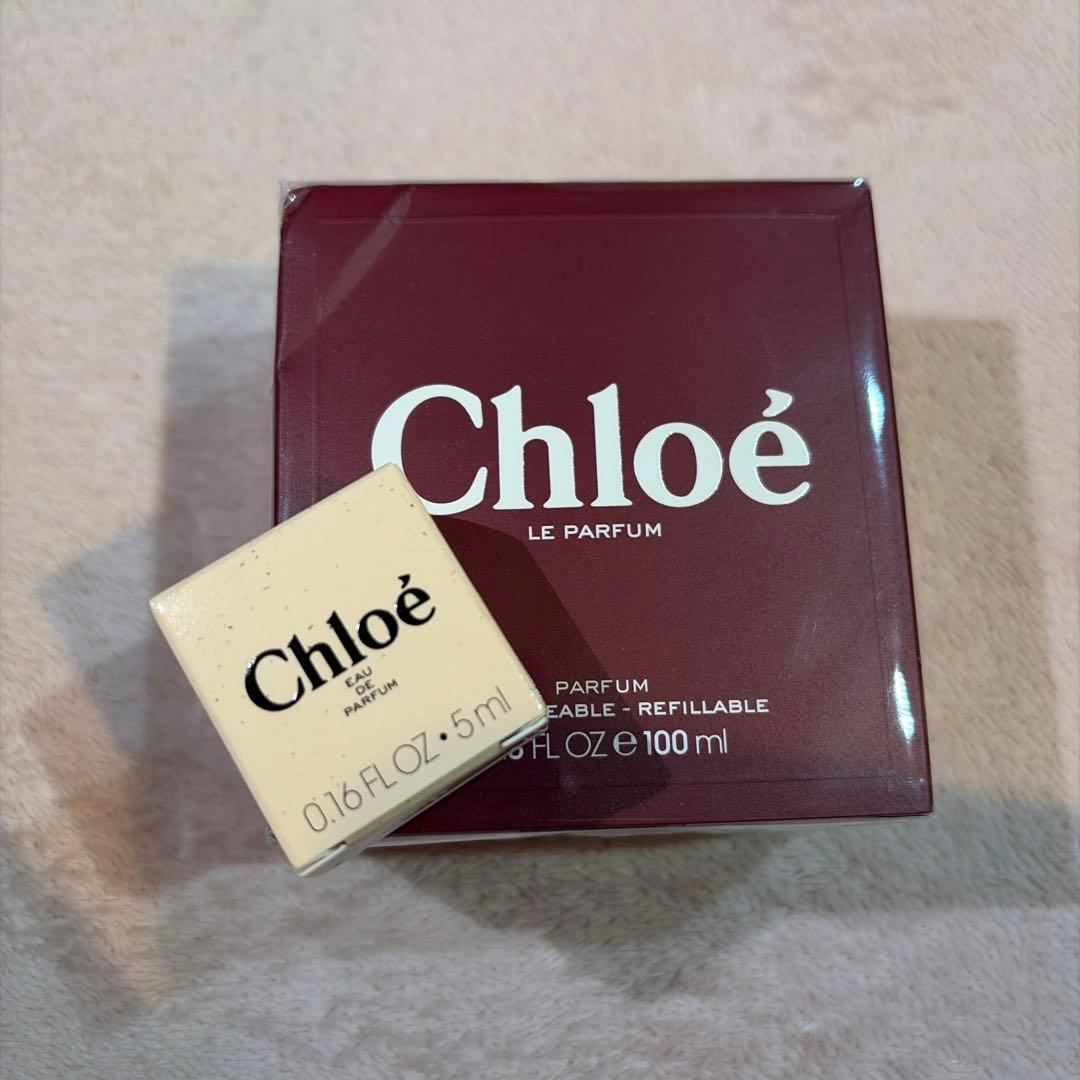 Chloé
LE PARFUM
PARFUM
EABLE - REFILLABLE
FL OZ e 100 ml
Chloé
EAU
DE
PARFUM
0.16 FL OZ • 5 ml